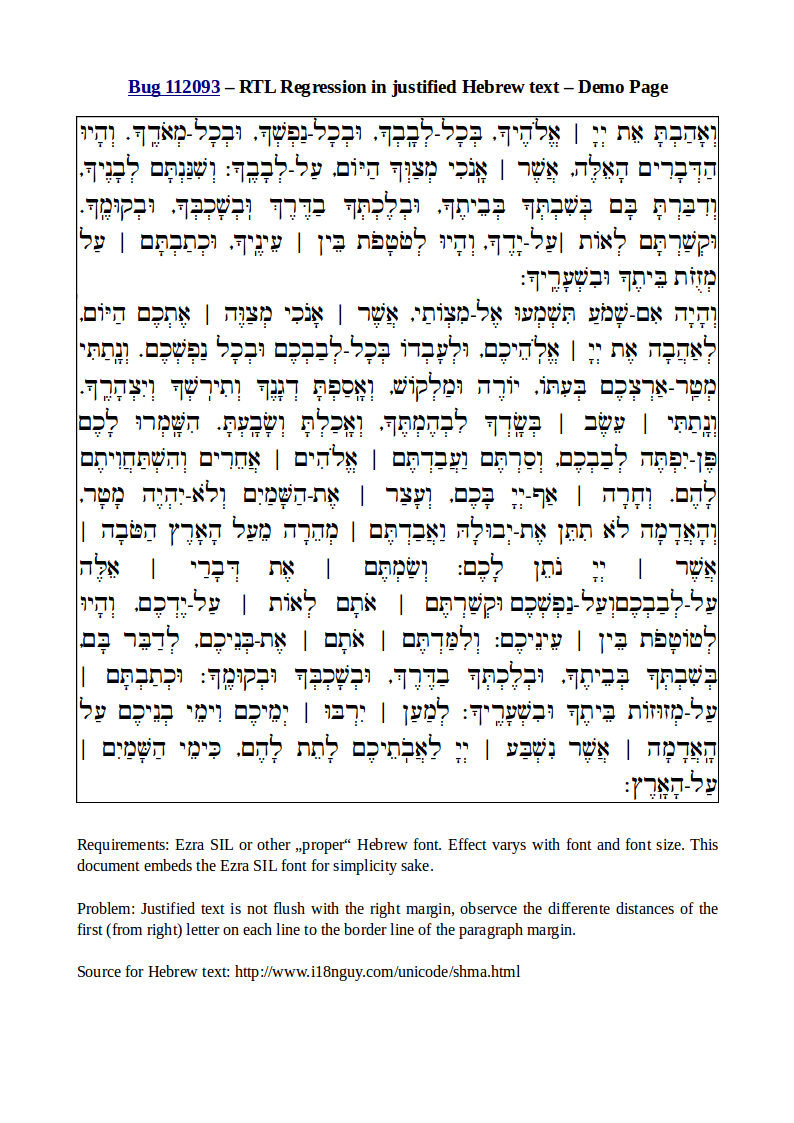 Bug 112093 – RTL Regression in justified Hebrew text – Demo Page
וְאָהַבְתָּ אֵת יְיָ | אֱלֹהֶיךָ, בְּכָל-לְבָבְךָ, וּבְכָל-נַפְשְׁךָ, וּבְכָל-מְאֹדֶךָ. וְהָיוּ
הַדְּבָרִים הָאֵלֶּה, אֲשֶׁר | אָנֹכִי מְצַוְּךָ הַיּוֹם, עַל-לְבָבֶךָ: וְשִׁנַּנְתָּם לְבָנֶיךָ,
וְדִבַּרְתָּ בָּם בְּשִׁבְתְּךָ בְּבֵיתֶךָ, וּבְלֶכְתְּךָ בַדֶּרֶךְ וּבְשָׁכְבְּךָ, וּבְקוּמֶךָ.
וּקְשַׁרְתָּם לְאוֹת |עַל-יָדֶךָ, וְהָיוּ לְטֹטָפֹת בֵּין | עֵינֶיךָ, וּכְתַבְתָּם | עַל
מְזֻזֹת בֵּיתֶךָ וּבִשְׁעָרֶיךָ:
וְהָיָה אִם-שָׁמֹעַ תִּשְׁמְעוּ אֶל-מִצְוֹתַי, אֲשֶׁר | אָנֹכִי מְצַוֶּה | אֶתְכֶם הַיּוֹם,
לְאַהֲבָה אֶת יְיָ | אֱלֹהֵיכֶם, וּלְעָבְדוֹ בְּכָל-לְבַבְכֶם וּבְכָל נַפְשְׁכֶם. וְנָתַתִּי
מְטַר-אַרְצְכֶם בְּעִתּוֹ, יוֹרֶה וּמַלְקוֹשׁ, וְאָסַפְתָּ דְגָנֶךָ וְתִירֹשְׁךָ וְיִצְהָרֶךָ.
וְנָתַתִּי | עֵשֶׂב | בְּשָׂדְךָ לִבְהֶמְתֶּךָ, וְאָכַלְתָּ וְשָׂבָעְתָּ. הִשָּׁמְרוּ לָכֶם
פֶּן-יִפְתֶּה לְבַבְכֶם, וְסַרְתֶּם וַעֲבַדְתֶּם | אֱלֹהִים | אֲחֵרִים וְהִשְׁתַּחֲוִיתֶם
לָהֶם. וְחָרָה | אַף-יְיָ בָּכֶם, וְעָצַר | אֶת-הַשָּׁמַיִם וְלֹא-יִהְיֶה מָטָר,
וְהָאֲדָמָה לֹא תִתֵּן אֶת-יְבוּלָהּ וַאֲבַדְתֶּם | מְהֵרָה מֵעַל הָאָרֶץ הַטֹּבָה |
אֲשֶׁר | יְיָ נֹתֵן לָכֶם: וְשַׂמְתֶּם | אֶת דְּבָרַי | אֵלֶּה
עַל-לְבַבְכֶםוְעַל-נַפְשְׁכֶם וּקְשַׁרְתֶּם | אֹתָם לְאוֹת | עַל-יֶדְכֶם, וְהָיוּ
לְטוֹטָפֹת בֵּין | עֵינֵיכֶם: וְלִמַּדְתֶּם | אֹתָם | אֶת-בְּנֵיכֶם, לְדַבֵּר בָּם,
בְּשִׁבְתְּךָ בְּבֵיתֶךָ, וּבְלֶכְתְּךָ בַדֶּרֶךְ, וּבְשָׁכְבְּךָ וּבְקוּמֶךָ: וּכְתַבְתָּם |
עַל-מְזוּזוֹת בֵּיתֶךָ וּבִשְׁעָרֶיךָ: לְמַעַן | יִרְבּוּ | יְמֵיכֶם וִימֵי בְנֵיכֶם עַל
הָאֲדָמָה | אֲשֶׁר נִשְׁבַּע | יְיָ לַאֲבֹתֵיכֶם לָתֵת לָהֶם, כִּימֵי הַשָּׁמַיִם |
עַל-הָאָרֶץ:
Requirements: Ezra SIL or other „proper“ Hebrew font. Effect varys with font and font size. This
document embeds the Ezra SIL font for simplicity sake.
Problem: Justified text is not flush with the right margin, observce the differente distances of the
first (from right) letter on each line to the border line of the paragraph margin.
Source for Hebrew text: http://www.i18nguy.com/unicode/shma.html